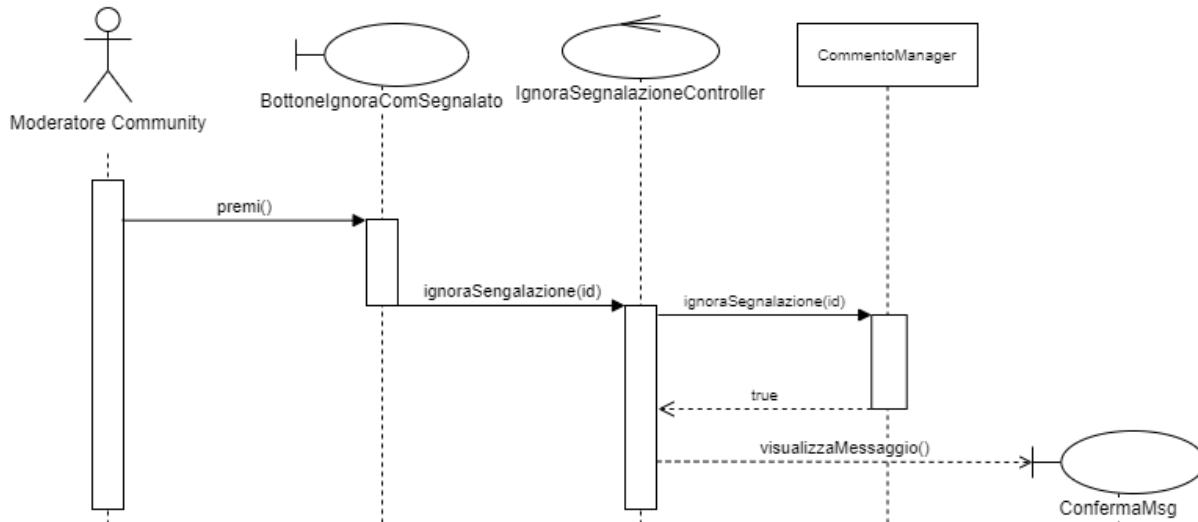 CommentoManager
BottoneIgnoraComSegnalato
IgnoraSegnalazioneController
Moderatore Community
premi()
ignoraSengalazione(id)
ignoraSegnalazione(id)
true
visualizzaMessaggio()
ConfermaMsg